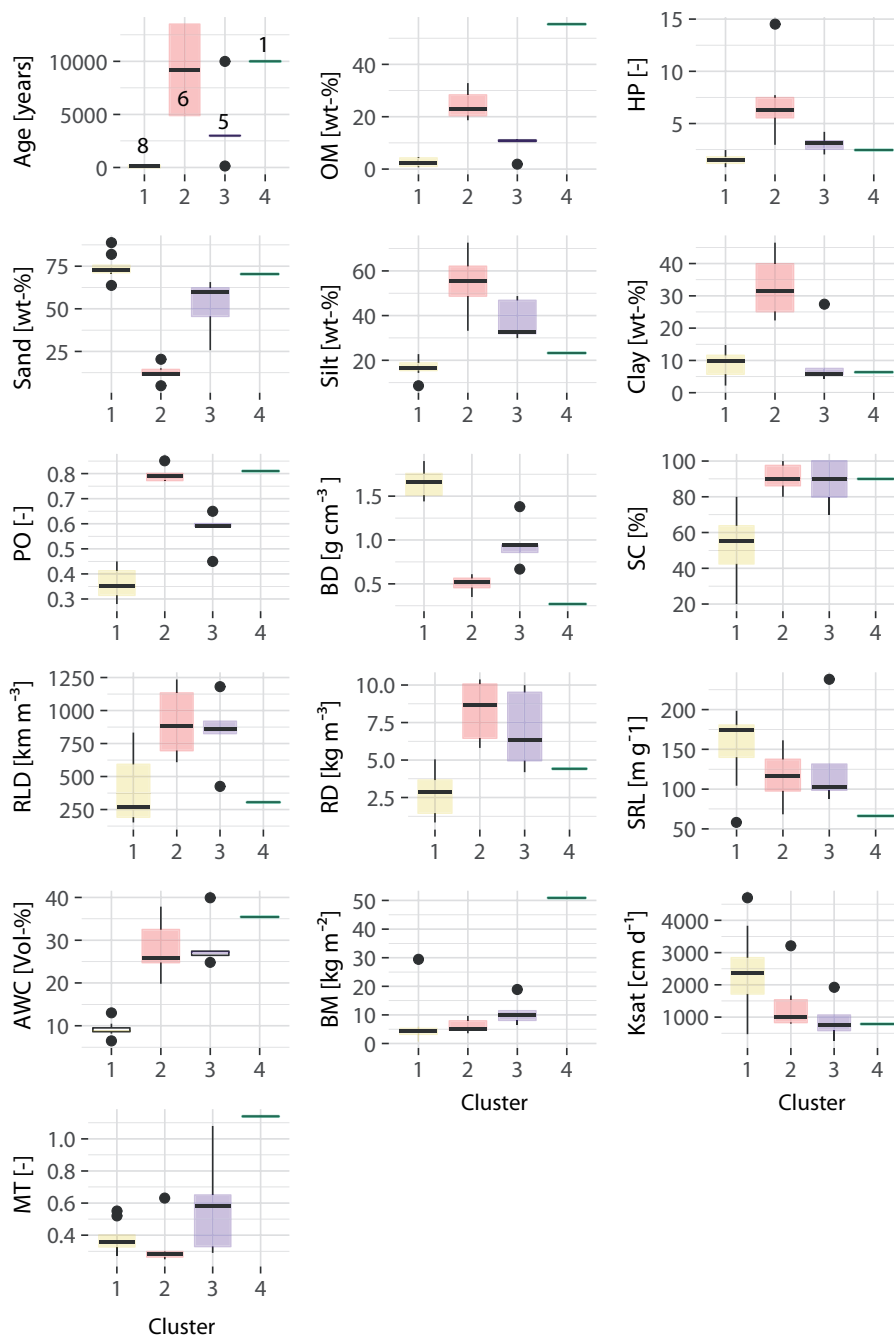 Age [years]
10000
5000
0
8
6
5
1
1 2 3 4
OM [wt-%]
40
20
0
1 2 3 4
HP [-]
15
10
5
1 2 3 4
Sand [wt-%]
75
50
25
1 2 3 4
Silt [wt-%]
60
40
20
1 2 3 4
Clay [wt-%]
40
30
20
10
0
1 2 3 4
PO [-]
0.8
0.7
0.6
0.5
0.4
0.3
1 2 3 4
BD [g cm⁻³]
1.5
1.0
0.5
1 2 3 4
SC [%]
100
80
60
40
20
1 2 3 4
RLD [km m⁻³]
1250
1000
750
500
250
1 2 3 4
RD [kg m⁻³]
10.0
7.5
5.0
2.5
1 2 3 4
SRL [m g⁻1]
200
150
100
50
1 2 3 4
AWC [Vol-%]
40
30
20
10
1 2 3 4
BM [kg m⁻²]
50
40
30
20
10
0
1 2 3 4
Cluster
Ksat [cm d⁻¹]
4000
3000
2000
1000
1 2 3 4
Cluster
MT [-]
1.0
0.8
0.6
0.4
1 2 3 4
Cluster